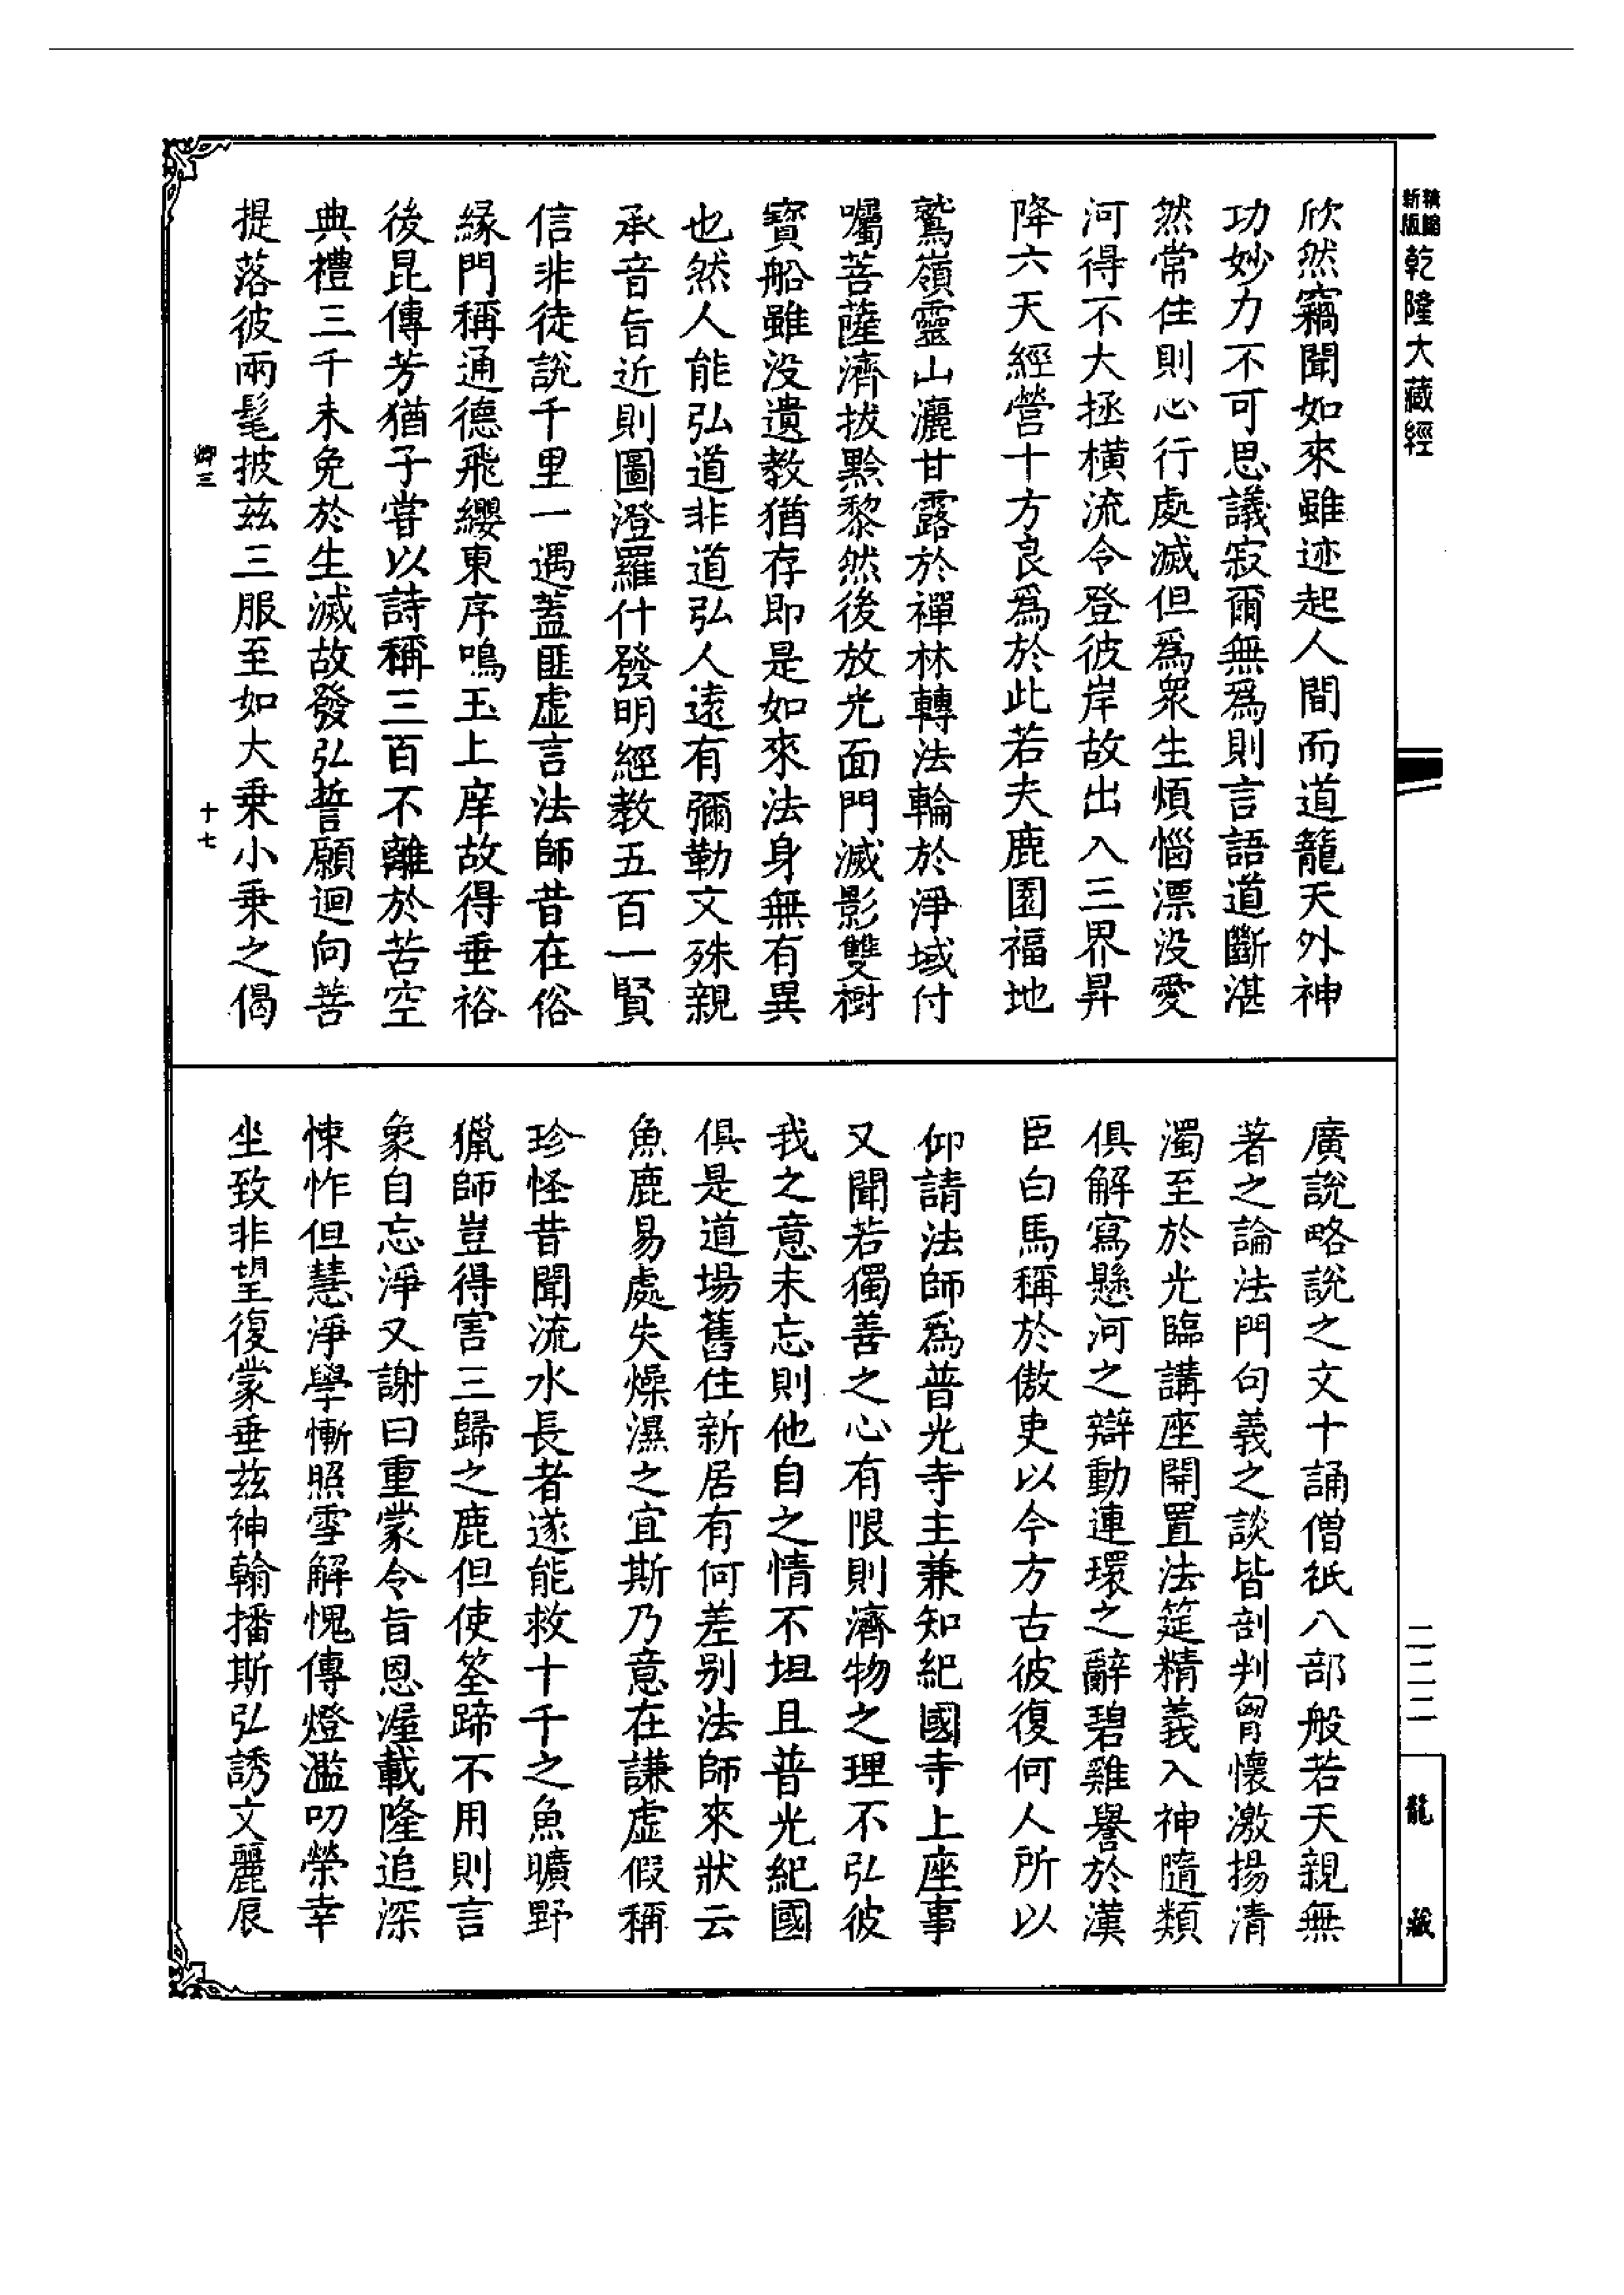 新版 精縮 乾隆大藏經
欣然竊聞如來雖迹起人間而道籠天外神
功妙力不可思議寂爾無爲則言語道斷湛
然常住則心行處滅但爲衆生煩惱漂没愛
河得不大拯橫流令登彼岸故出入三界昇
降六天經營十方良爲於此若夫鹿園福地
鷲嶺靈山灑甘露於禪林轉法輪於淨域付
囑菩薩濟拔黔黎然後放光面門滅影雙樹
寳船雖没遺教猶存即是如來法身無有異
也然人能弘道非道弘人遠有彌勒文殊親
承音旨近則圖澄羅什發明經教五百一賢
信非徒說千里一遇蓋匪虛言法師昔在俗
緣門稱通德飛纓東序鳴玉上庠故得垂裕
後昆傳芳猶子嘗以詩稱三百不離於苦空
典禮三千未免於生滅故發弘誓願迴向菩
提落彼兩髦披兹三服至如大乗小乗之偈
鄉三
十七
廣說略說之文十誦僧祇八部般若天親無
著之論法門句義之談皆剖判胷懷激揚清
濁至於光臨講座開置法筵精義入神隨類
俱解寫懸河之辯動連環之辭碧雞譽於漢
臣白馬稱於傲吏以今方古彼復何人所以
仰請法師爲普光寺主兼知紀國寺上座事
又聞若獨善之心有限則濟物之理不弘彼
我之意未忘則他自之情不坦且普光紀國
俱是道場舊住新居有何差别法師來狀云
魚鹿易處失燥濕之宜斯乃意在謙虛假稱
珍怪昔聞流水長者遂能救十千之魚曠野
獵師豈得害三歸之鹿但使筌蹄不用則言
象自忘淨又謝曰重蒙令旨恩渥載隆追深
悚怍但慧淨學慚照雪解愧傳燈濫叨榮幸
坐致非望復蒙垂兹神翰播斯弘誘文麗辰
二二二
龍藏